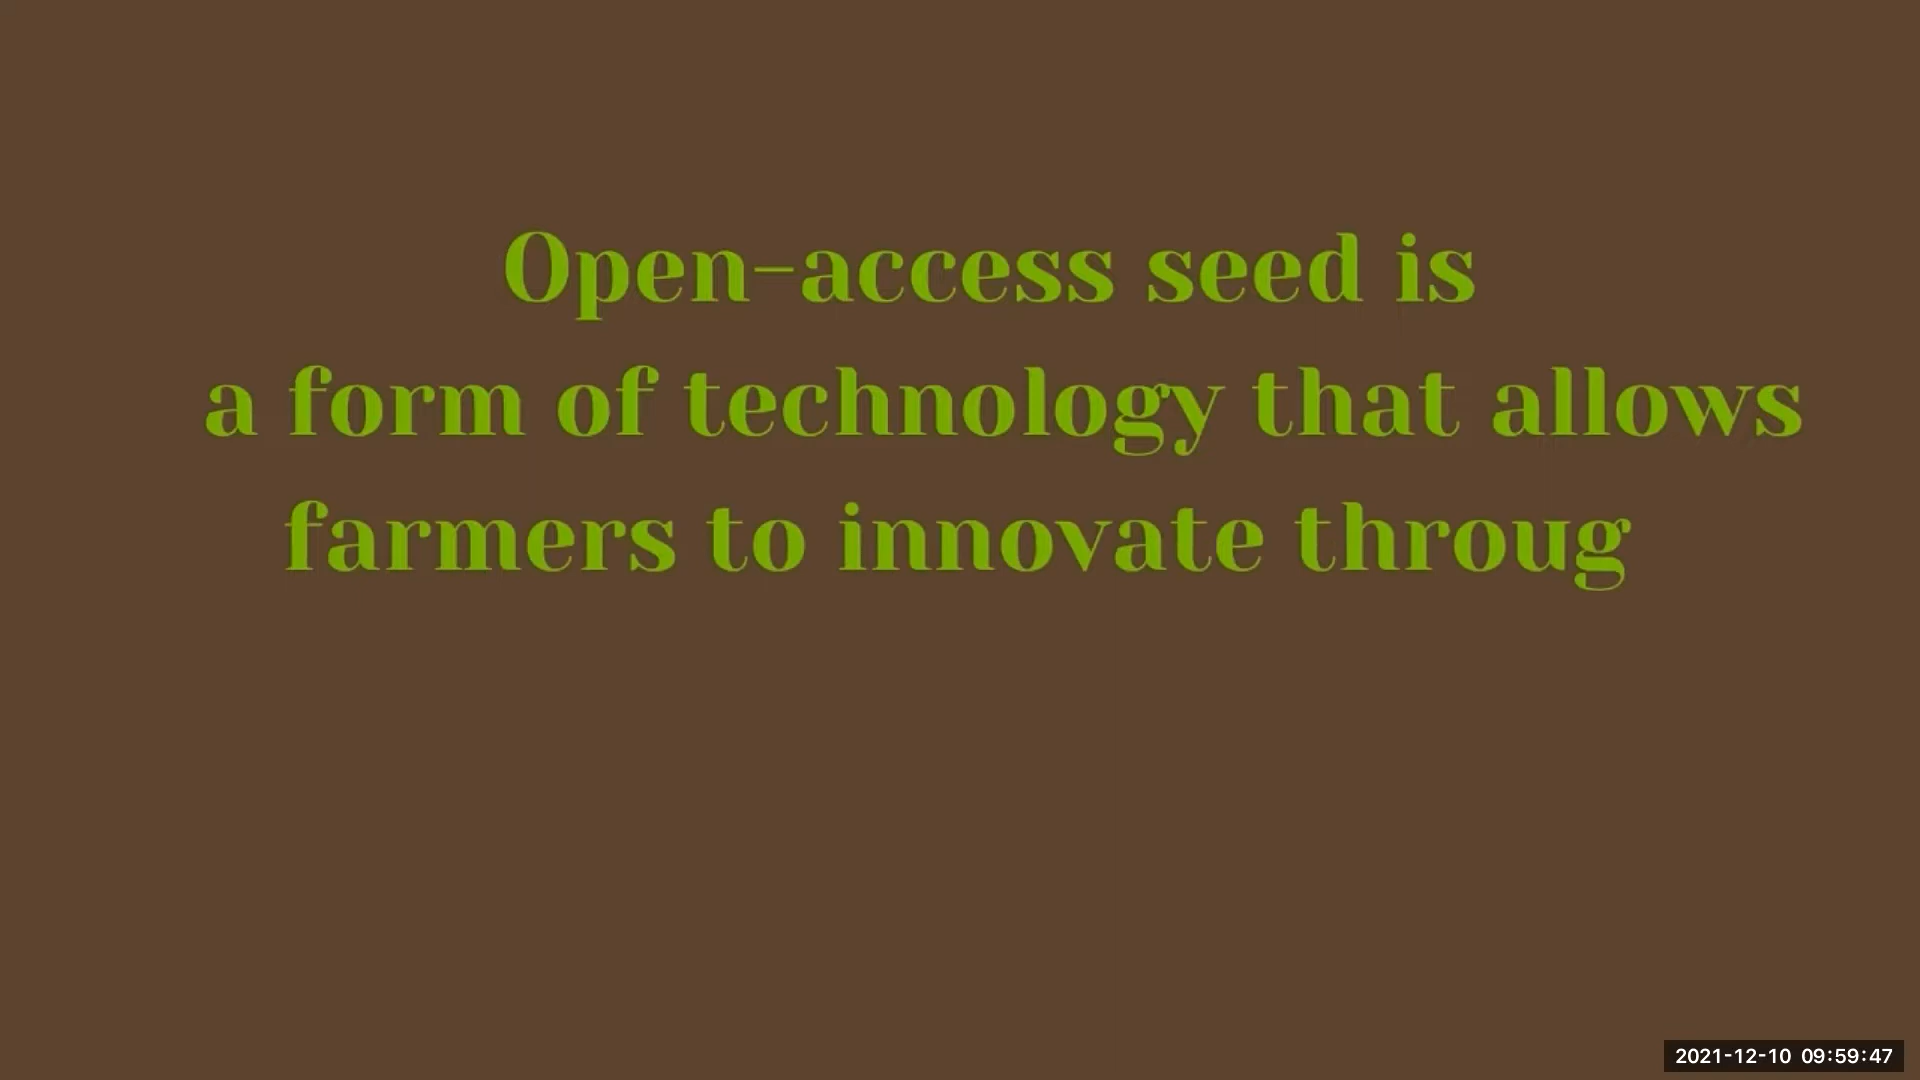 Open-access seed is
a form of technology that allows
farmers to innovate throug
2021-12-10 09:59:47